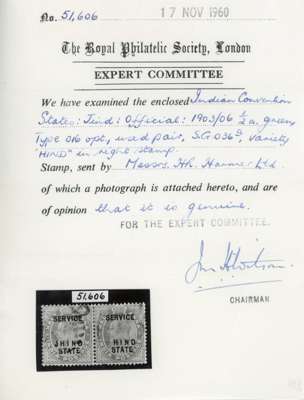 No. 51,606
17 NOV 1960
The Royal Philatelic Society, London
EXPERT COMMITTEE
We have examined the enclosed Indian Convention
States: Jind: Official: 1903/06 ½a. green
Type O16 opt, used pair, S.G. O36ª, variety
"HIND" in right stamp.
Stamp, sent by Messrs. H.R. Harmer Ltd.
of which a photograph is attached hereto, and are
of opinion that it is genuine.
FOR THE EXPERT COMMITTEE.
CHAIRMAN
51,606
SERVICE SERVICE
JHIND HIND
STATE STATE